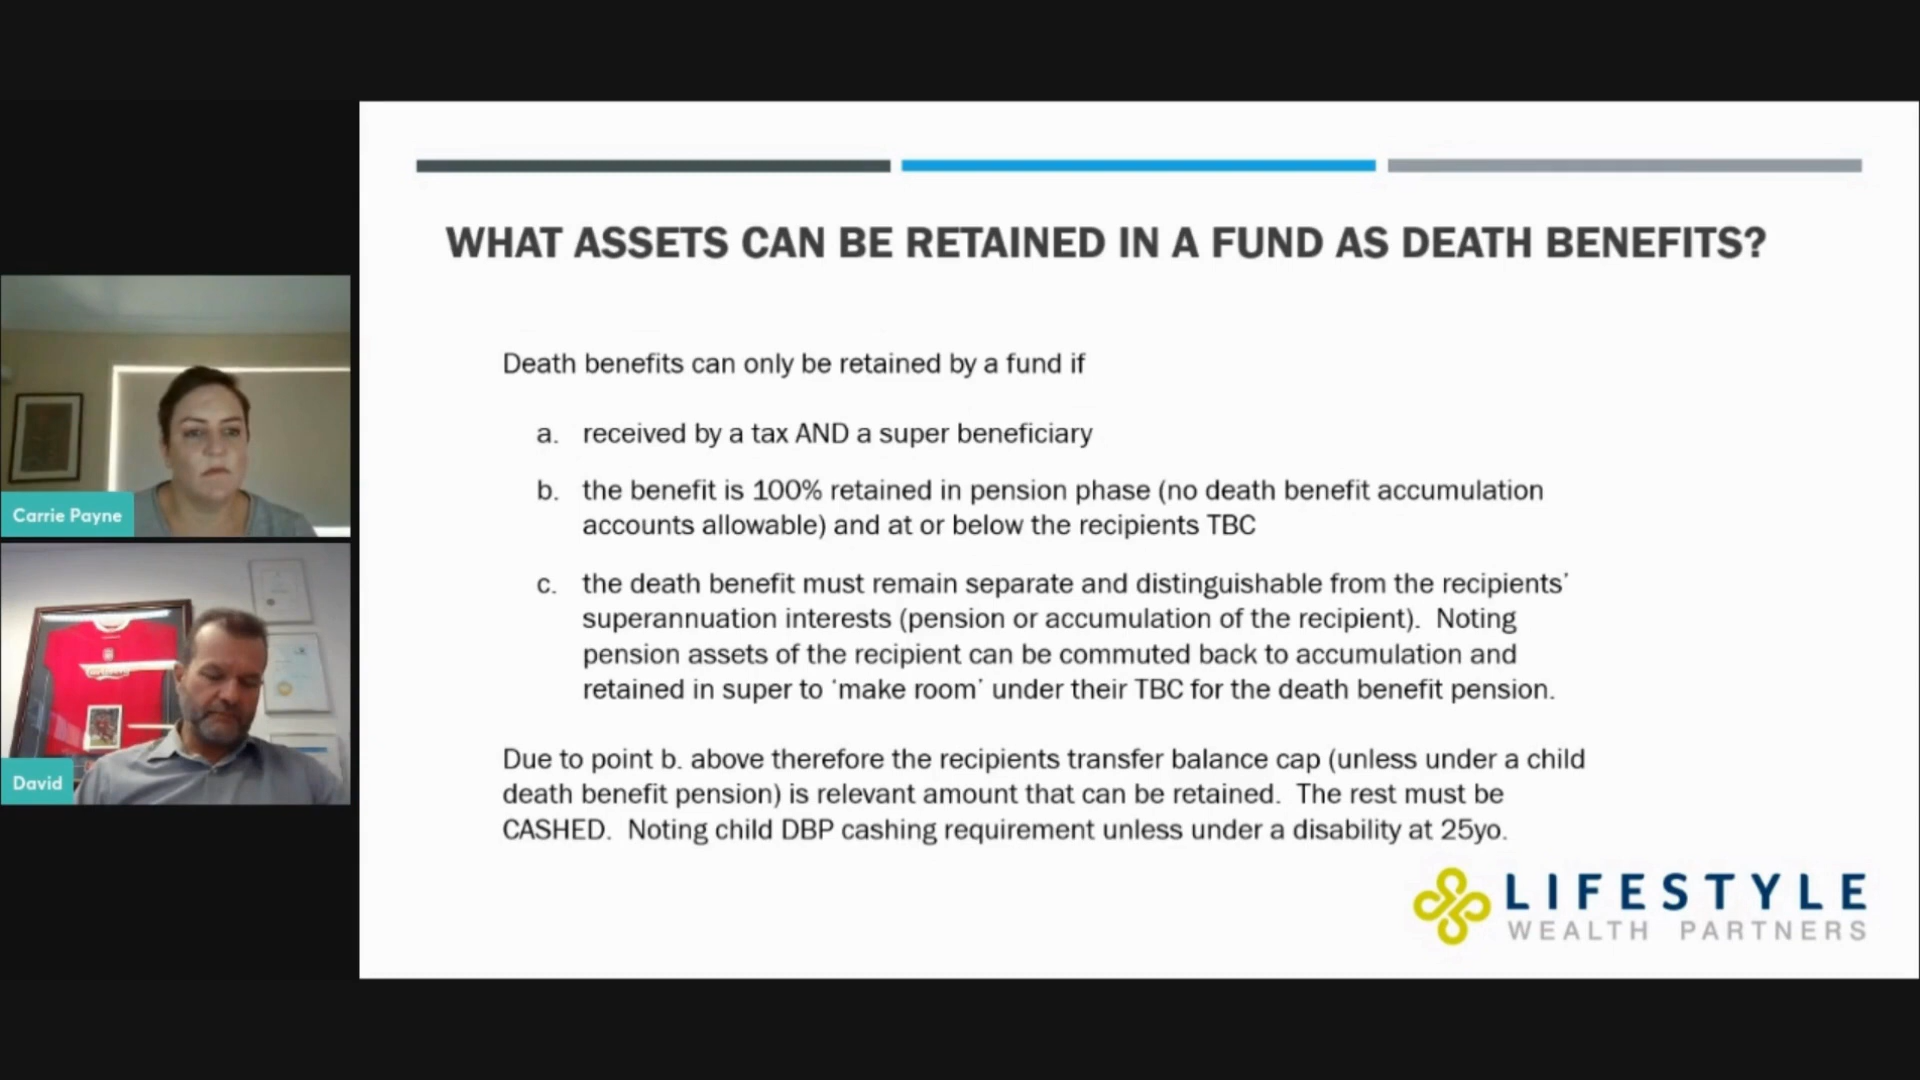 WHAT ASSETS CAN BE RETAINED IN A FUND AS DEATH BENEFITS?
Death benefits can only be retained by a fund if
a. received by a tax AND a super beneficiary
b. the benefit is 100% retained in pension phase (no death benefit accumulation
accounts allowable) and at or below the recipients TBC
c. the death benefit must remain separate and distinguishable from the recipients'
superannuation interests (pension or accumulation of the recipient). Noting
pension assets of the recipient can be commuted back to accumulation and
retained in super to 'make room' under their TBC for the death benefit pension.
Due to point b. above therefore the recipients transfer balance cap (unless under a child
death benefit pension) is relevant amount that can be retained. The rest must be
CASHED. Noting child DBP cashing requirement unless under a disability at 25yo.
LIFESTYLE
WEALTH PARTNERS
Carrie Payne
David